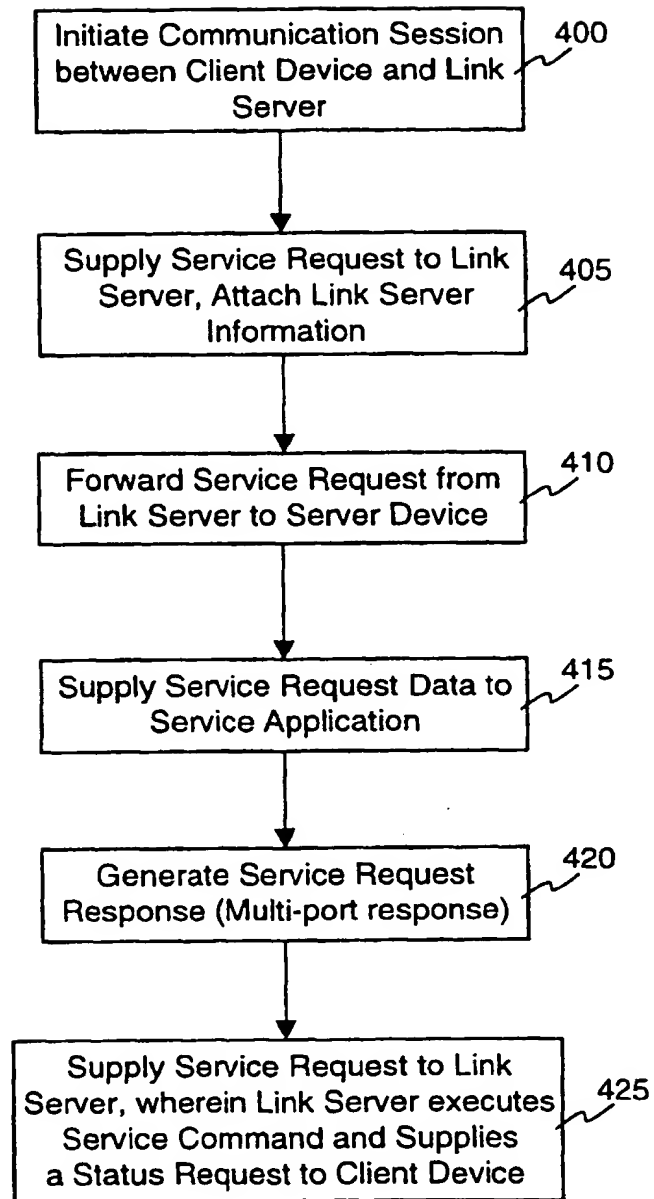 Initiate Communication Session
between Client Device and Link
Server
400
Supply Service Request to Link
Server, Attach Link Server
Information
405
Forward Service Request from
Link Server to Server Device
410
Supply Service Request Data to
Service Application
415
Generate Service Request
Response (Multi-port response)
420
Supply Service Request to Link
Server, wherein Link Server executes
Service Command and Supplies
a Status Request to Client Device
425